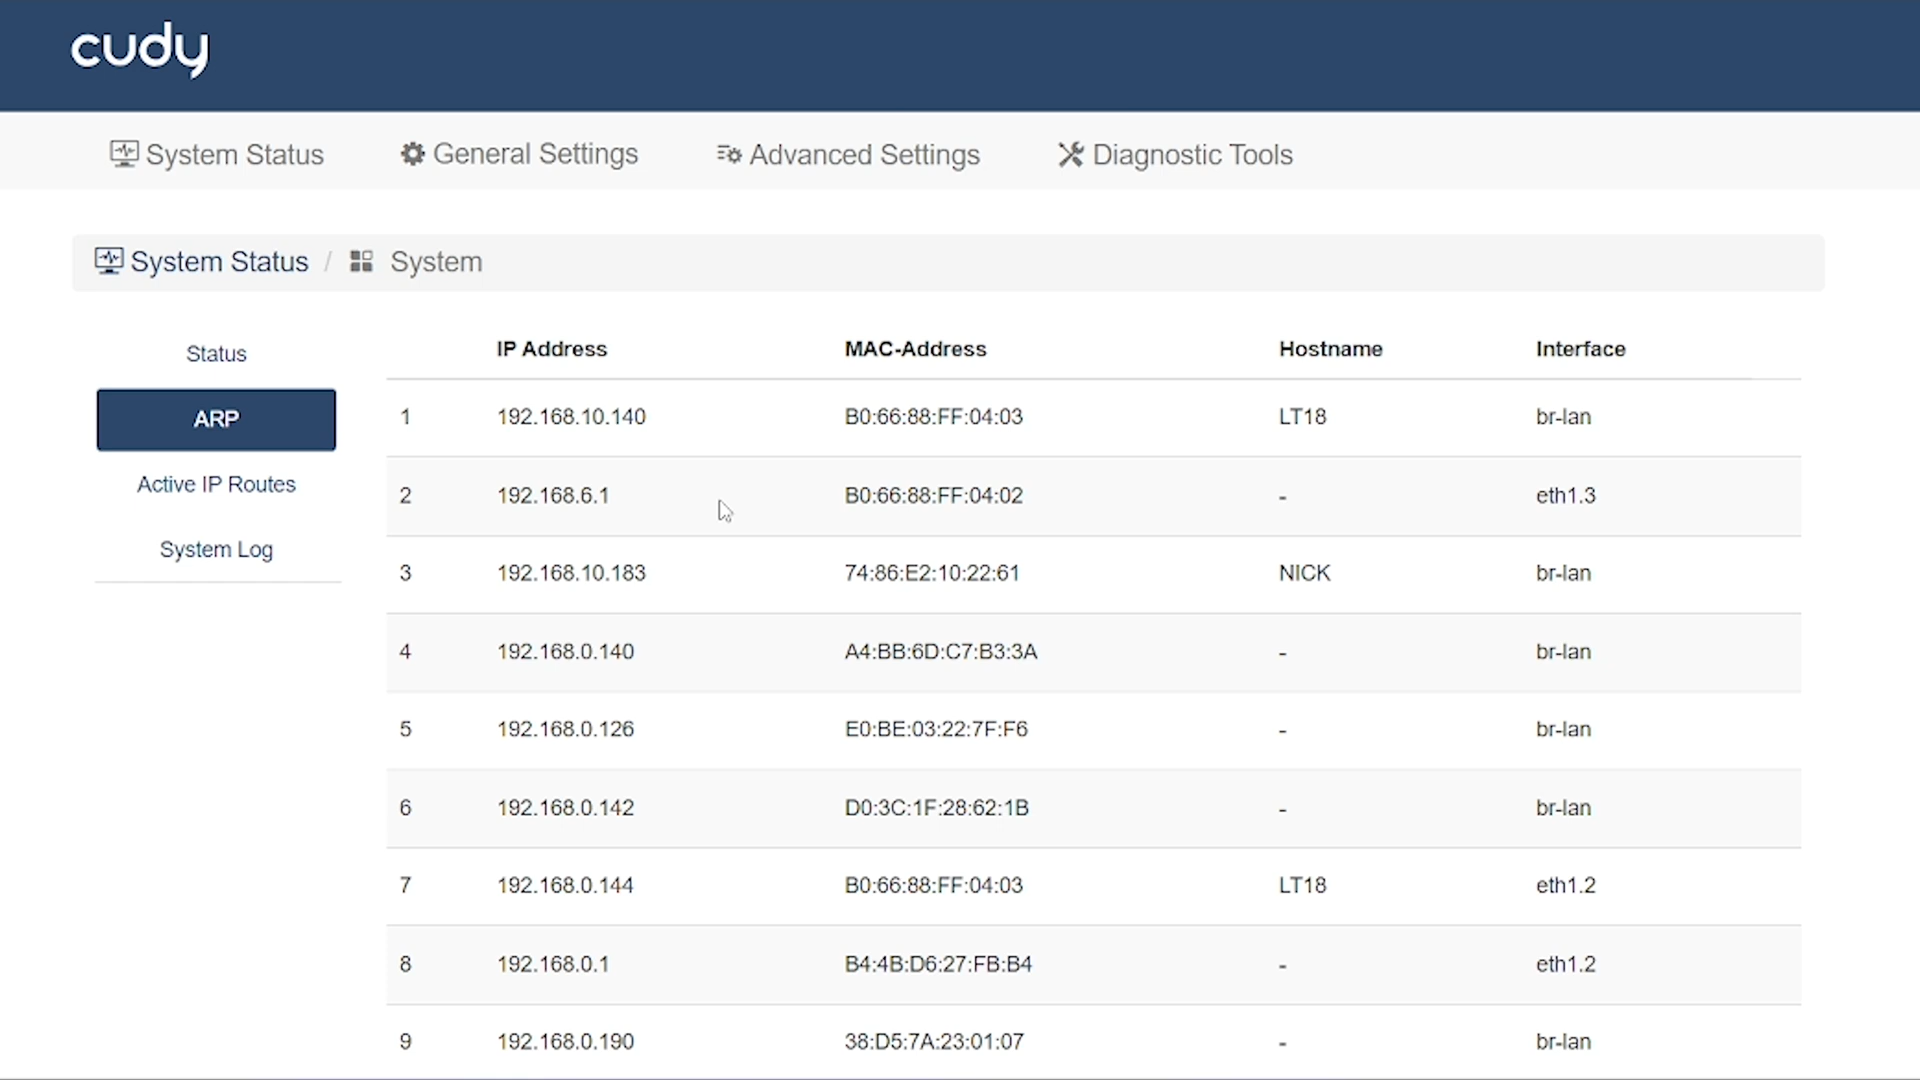 cudy
System Status General Settings Advanced Settings Diagnostic Tools
System Status / System
Status
ARP
Active IP Routes
System Log
IP Address MAC-Address Hostname Interface
1 192.168.10.140 B0:66:88:FF:04:03 LT18 br-lan
2 192.168.6.1 B0:66:88:FF:04:02 - eth1.3
3 192.168.10.183 74:86:E2:10:22:61 NICK br-lan
4 192.168.0.140 A4:BB:6D:C7:B3:3A - br-lan
5 192.168.0.126 E0:BE:03:22:7F:F6 - br-lan
6 192.168.0.142 D0:3C:1F:28:62:1B - br-lan
7 192.168.0.144 B0:66:88:FF:04:03 LT18 eth1.2
8 192.168.0.1 B4:4B:D6:27:FB:B4 - eth1.2
9 192.168.0.190 38:D5:7A:23:01:07 - br-lan